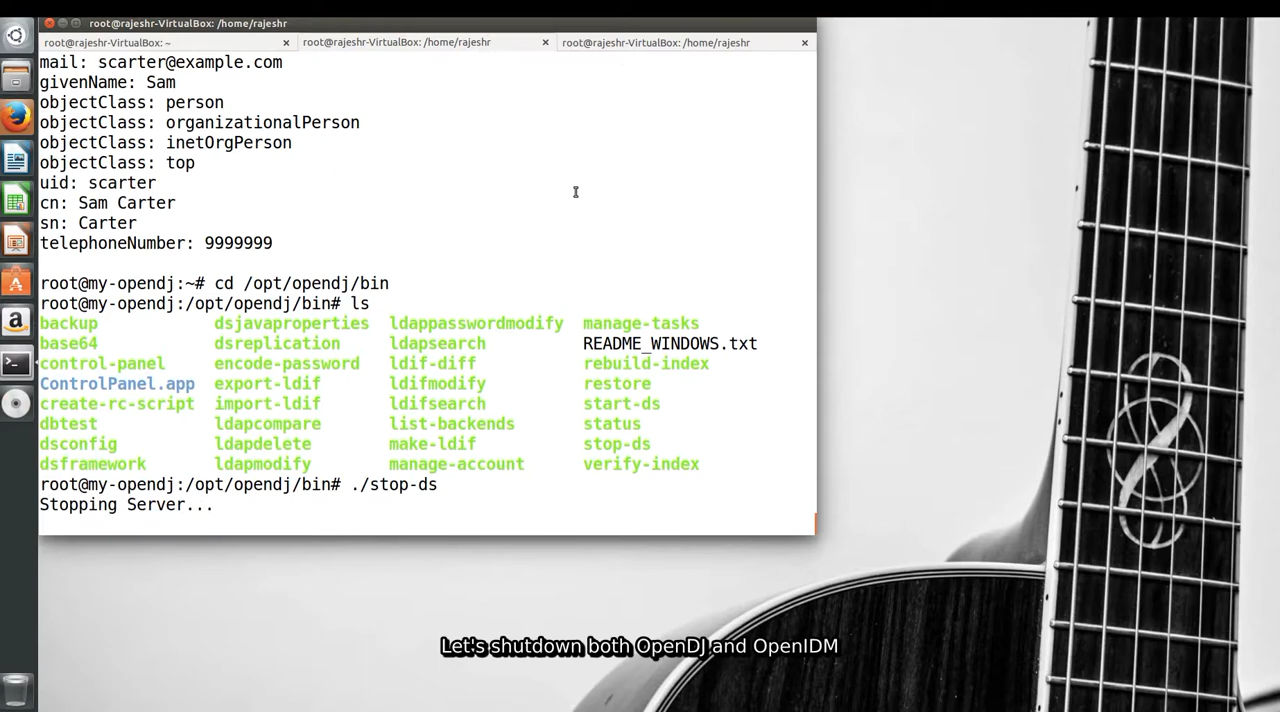 root@rajeshr-VirtualBox: /home/rajeshr
root@rajeshr-VirtualBox: ~
root@rajeshr-VirtualBox: /home/rajeshr
root@rajeshr-VirtualBox: /home/rajeshr
mail: scarter@example.com
givenName: Sam
objectClass: person
objectClass: organizationalPerson
objectClass: inetOrgPerson
objectClass: top
uid: scarter
cn: Sam Carter
sn: Carter
telephoneNumber: 9999999
root@my-opendj:~# cd /opt/opendj/bin
root@my-opendj:/opt/opendj/bin# ls
backup dsjavaproperties ldappasswordmodify manage-tasks
base64 dsreplication ldapsearch README_WINDOWS.txt
control-panel encode-password ldif-diff rebuild-index
ControlPanel.app export-ldif ldifmodify restore
create-rc-script import-ldif ldifsearch start-ds
dbtest ldapcompare list-backends status
dsconfig ldapdelete make-ldif stop-ds
dsframework ldapmodify manage-account verify-index
root@my-opendj:/opt/opendj/bin# ./stop-ds
Stopping Server...
Let's shutdown both OpenDJ and OpenIDM